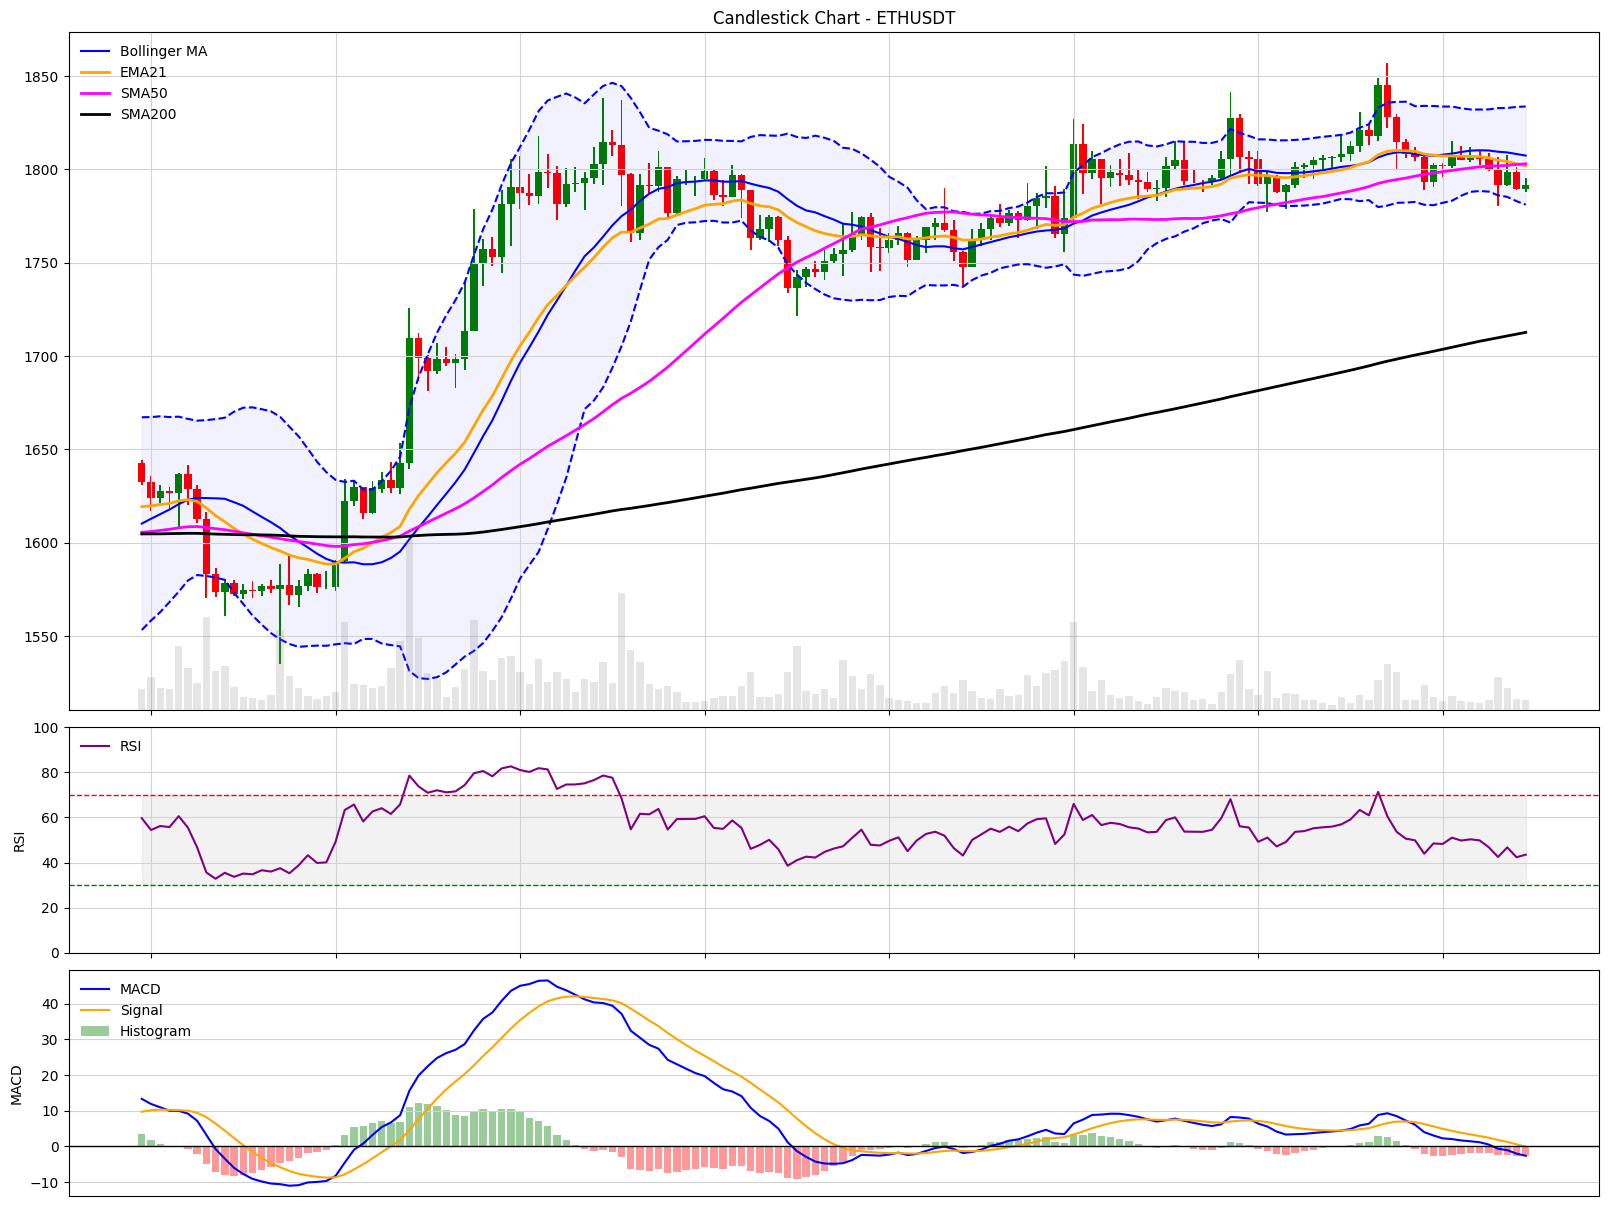 Candlestick Chart - ETHUSDT
Bollinger MA
EMA21
SMA50
SMA200
1850
1800
1750
1700
1650
1600
1550
RSI
100
80
60
40
20
0
RSI
MACD
Signal
Histogram
40
30
20
10
0
−10
MACD